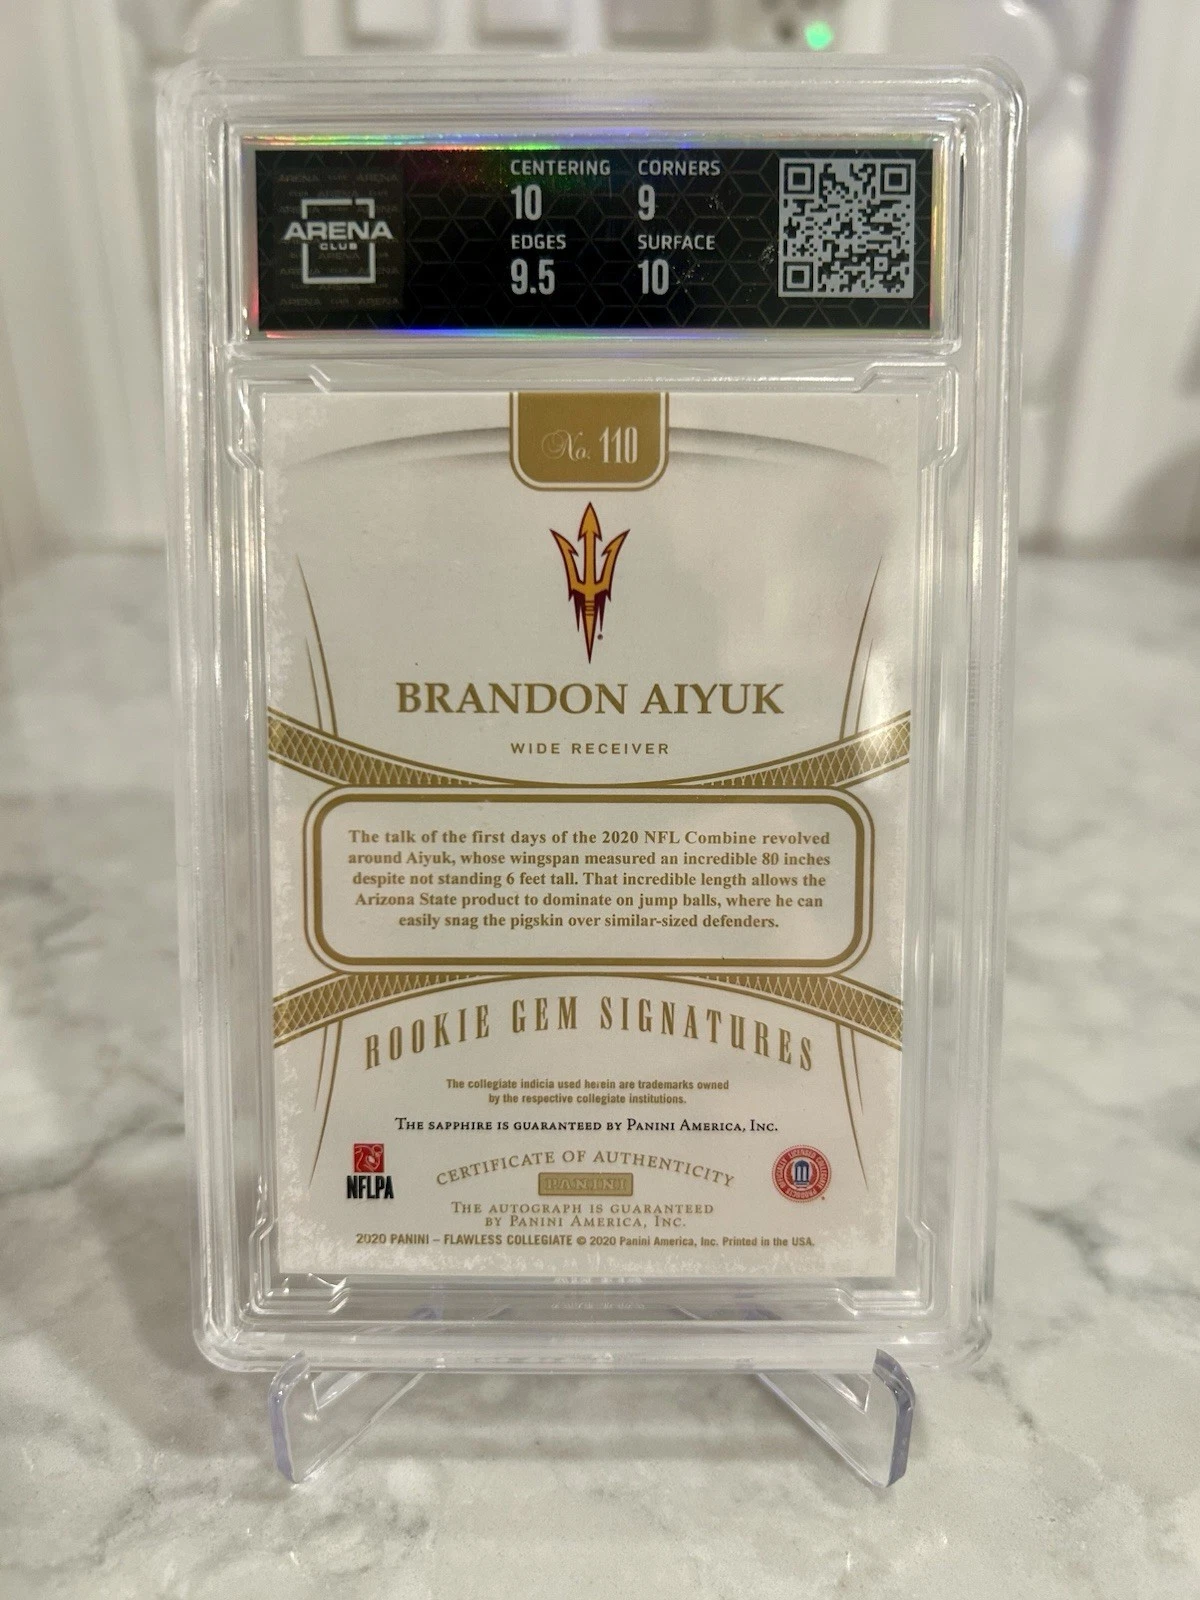 ARENA
CLUB
CENTERING CORNERS
10 9
EDGES SURFACE
9.5 10
No. 110
BRANDON AIYUK
WIDE RECEIVER
The talk of the first days of the 2020 NFL Combine revolved
around Aiyuk, whose wingspan measured an incredible 80 inches
despite not standing 6 feet tall. That incredible length allows the
Arizona State product to dominate on jump balls, where he can
easily snag the pigskin over similar-sized defenders.
ROOKIE GEM SIGNATURES
The collegiate indicia used herein are trademarks owned
by the respective collegiate institutions.
THE SAPPHIRE IS GUARANTEED BY PANINI AMERICA, INC.
CERTIFICATE OF AUTHENTICITY
PANINI
THE AUTOGRAPH IS GUARANTEED
BY PANINI AMERICA, INC.
NFLPA
OFFICIALLY LICENSED COLLEGIATE PRODUCTS
2020 PANINI – FLAWLESS COLLEGIATE © 2020 Panini America, Inc. Printed in the USA.